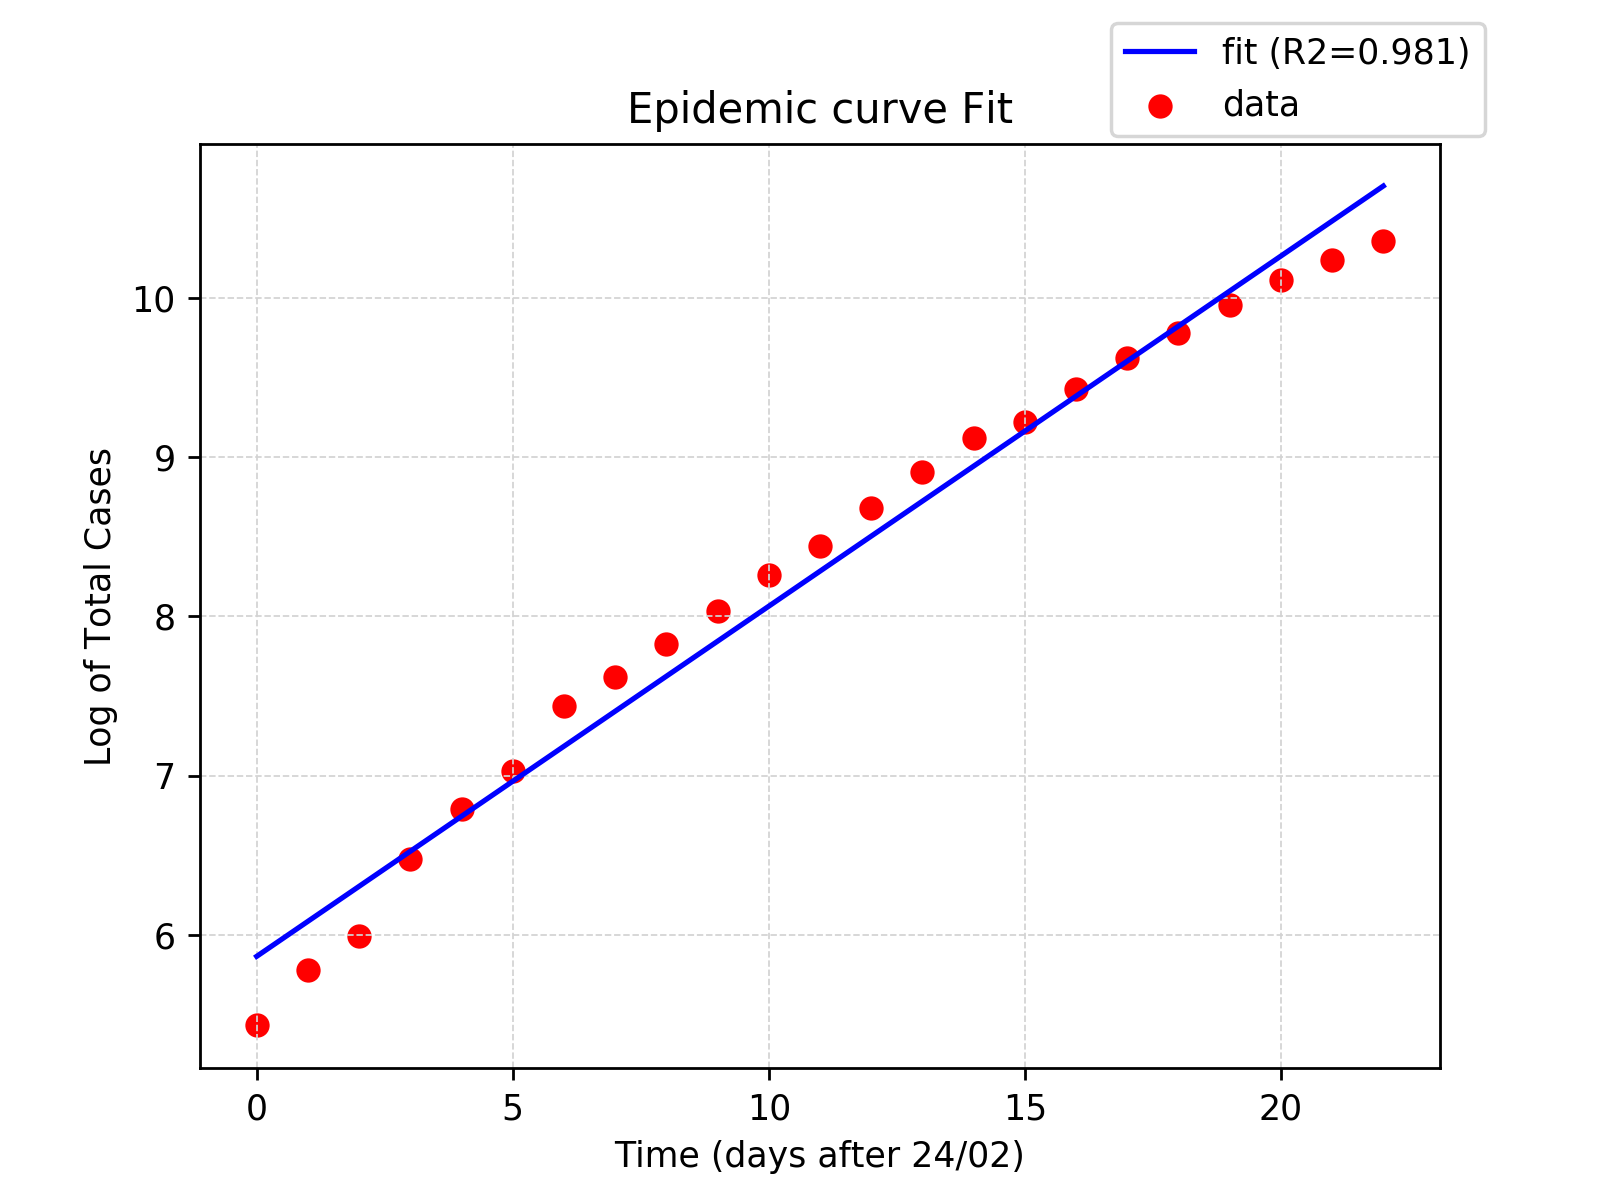 fit (R2=0.981)
data
Epidemic curve Fit
Log of Total Cases
10
9
8
7
6
0 5 10 15 20
Time (days after 24/02)